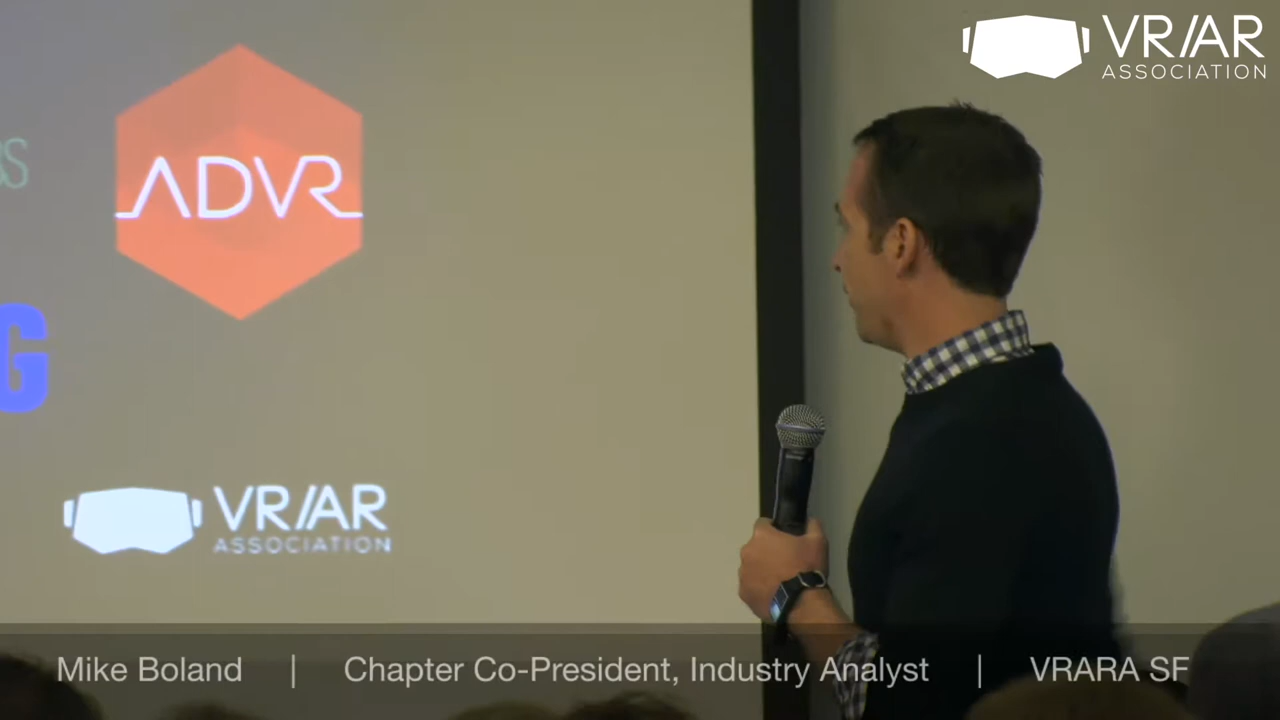 VR/AR
ASSOCIATION
S
ADVR
G
VR/AR
ASSOCIATION
Mike Boland | Chapter Co-President, Industry Analyst | VRARA SF